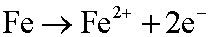 Fe → Fe²⁺ + 2e⁻